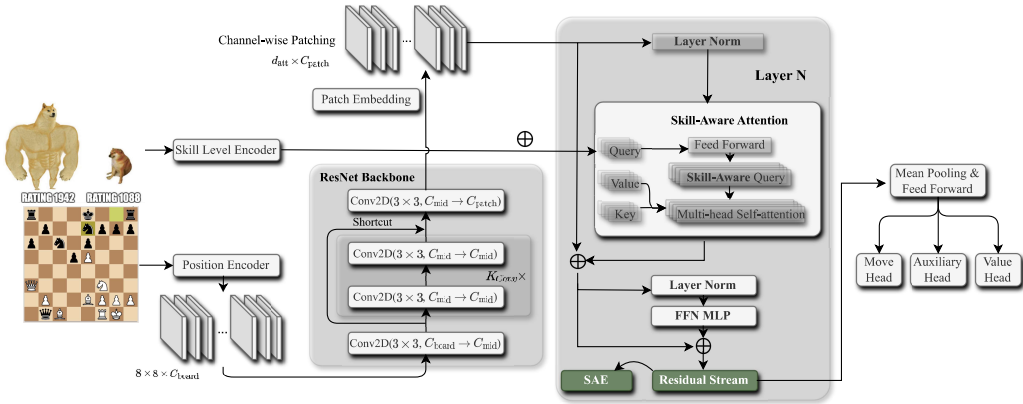 Channel-wise Patching
d_att × C_patch
Patch Embedding
Skill Level Encoder
RATING 1942
RATING 1088
Position Encoder
8 × 8 × C_board
ResNet Backbone
Conv2D(3 × 3, C_mid → C_patch)
Shortcut
Conv2D(3 × 3, C_mid → C_mid)
K_Conv×
Conv2D(3 × 3, C_mid → C_mid)
Conv2D(3 × 3, C_board → C_mid)
Layer Norm
Layer N
Skill-Aware Attention
Query
Feed Forward
Value
Skill-Aware Query
Key
Multi-head Self-attention
Layer Norm
FFN MLP
SAE
Residual Stream
Mean Pooling &
Feed Forward
Move
Head
Auxiliary
Head
Value
Head